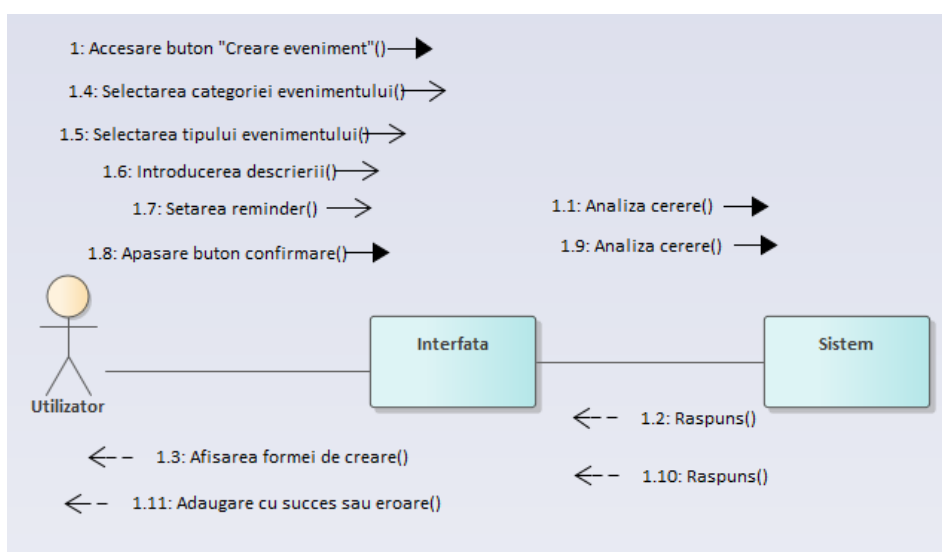 1: Accesare buton "Creare eveniment"()
1.4: Selectarea categoriei evenimentului()
1.5: Selectarea tipului evenimentului()
1.6: Introducerea descrierii()
1.7: Setarea reminder()
1.1: Analiza cerere()
1.8: Apasare buton confirmare()
1.9: Analiza cerere()
Interfata
Sistem
Utilizator
1.2: Raspuns()
1.3: Afisarea formei de creare()
1.10: Raspuns()
1.11: Adaugare cu succes sau eroare()